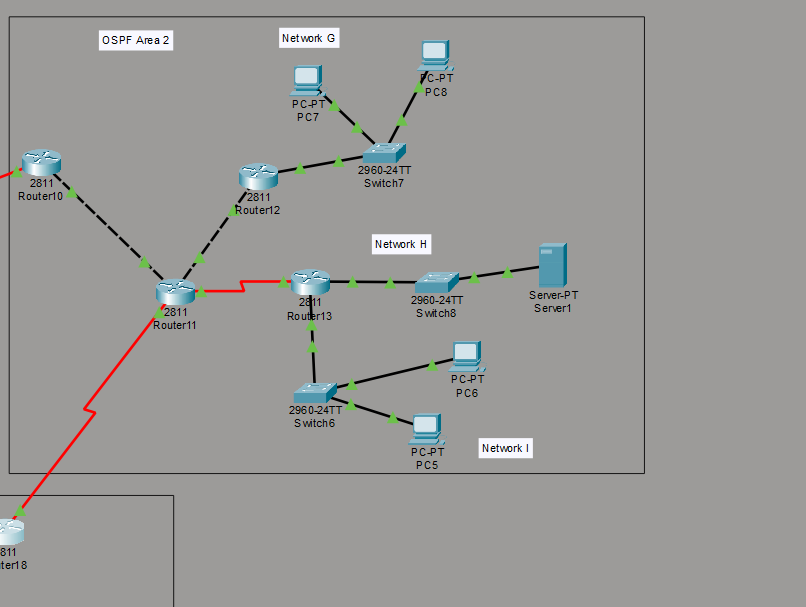 OSPF Area 2
Network G
PC-PT
PC8
PC-PT
PC7
2960-24TT
Switch7
2811
Router10
2811
Router12
Network H
2811
Router13
2960-24TT
Switch8
Server-PT
Server1
2811
Router11
PC-PT
PC6
2960-24TT
Switch6
PC-PT
PC5
Network I
811
ter18